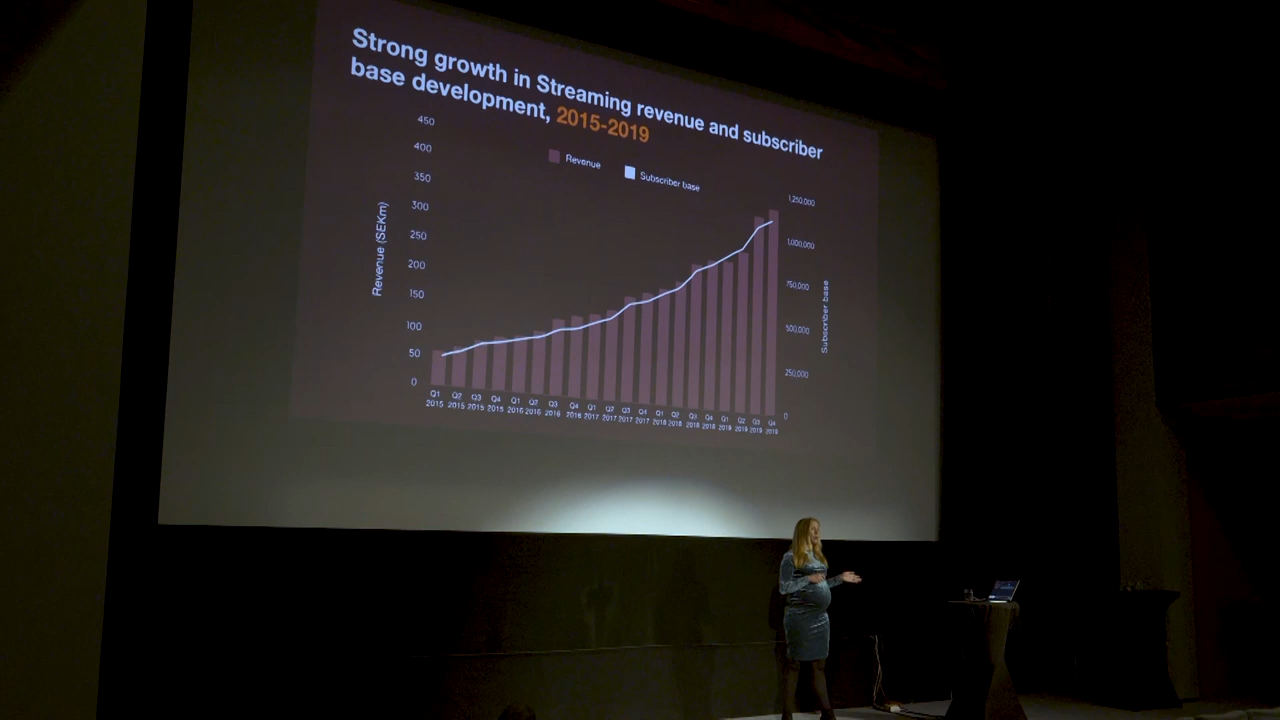 Strong growth in Streaming revenue and subscriber
base development, 2015-2019
Revenue
Subscriber base
Revenue (SEKm)
450
400
350
300
250
200
150
100
50
0
1,250,000
1,000,000
750,000
500,000
250,000
0
Subscriber base
Q1 Q2 Q3 Q4 Q1 Q2 Q3 Q4 Q1 Q2 Q3 Q4 Q1 Q2 Q3 Q4 Q1 Q2 Q3 Q4
2015 2015 2015 2015 2016 2016 2016 2016 2017 2017 2017 2017 2018 2018 2018 2018 2019 2019 2019 2019